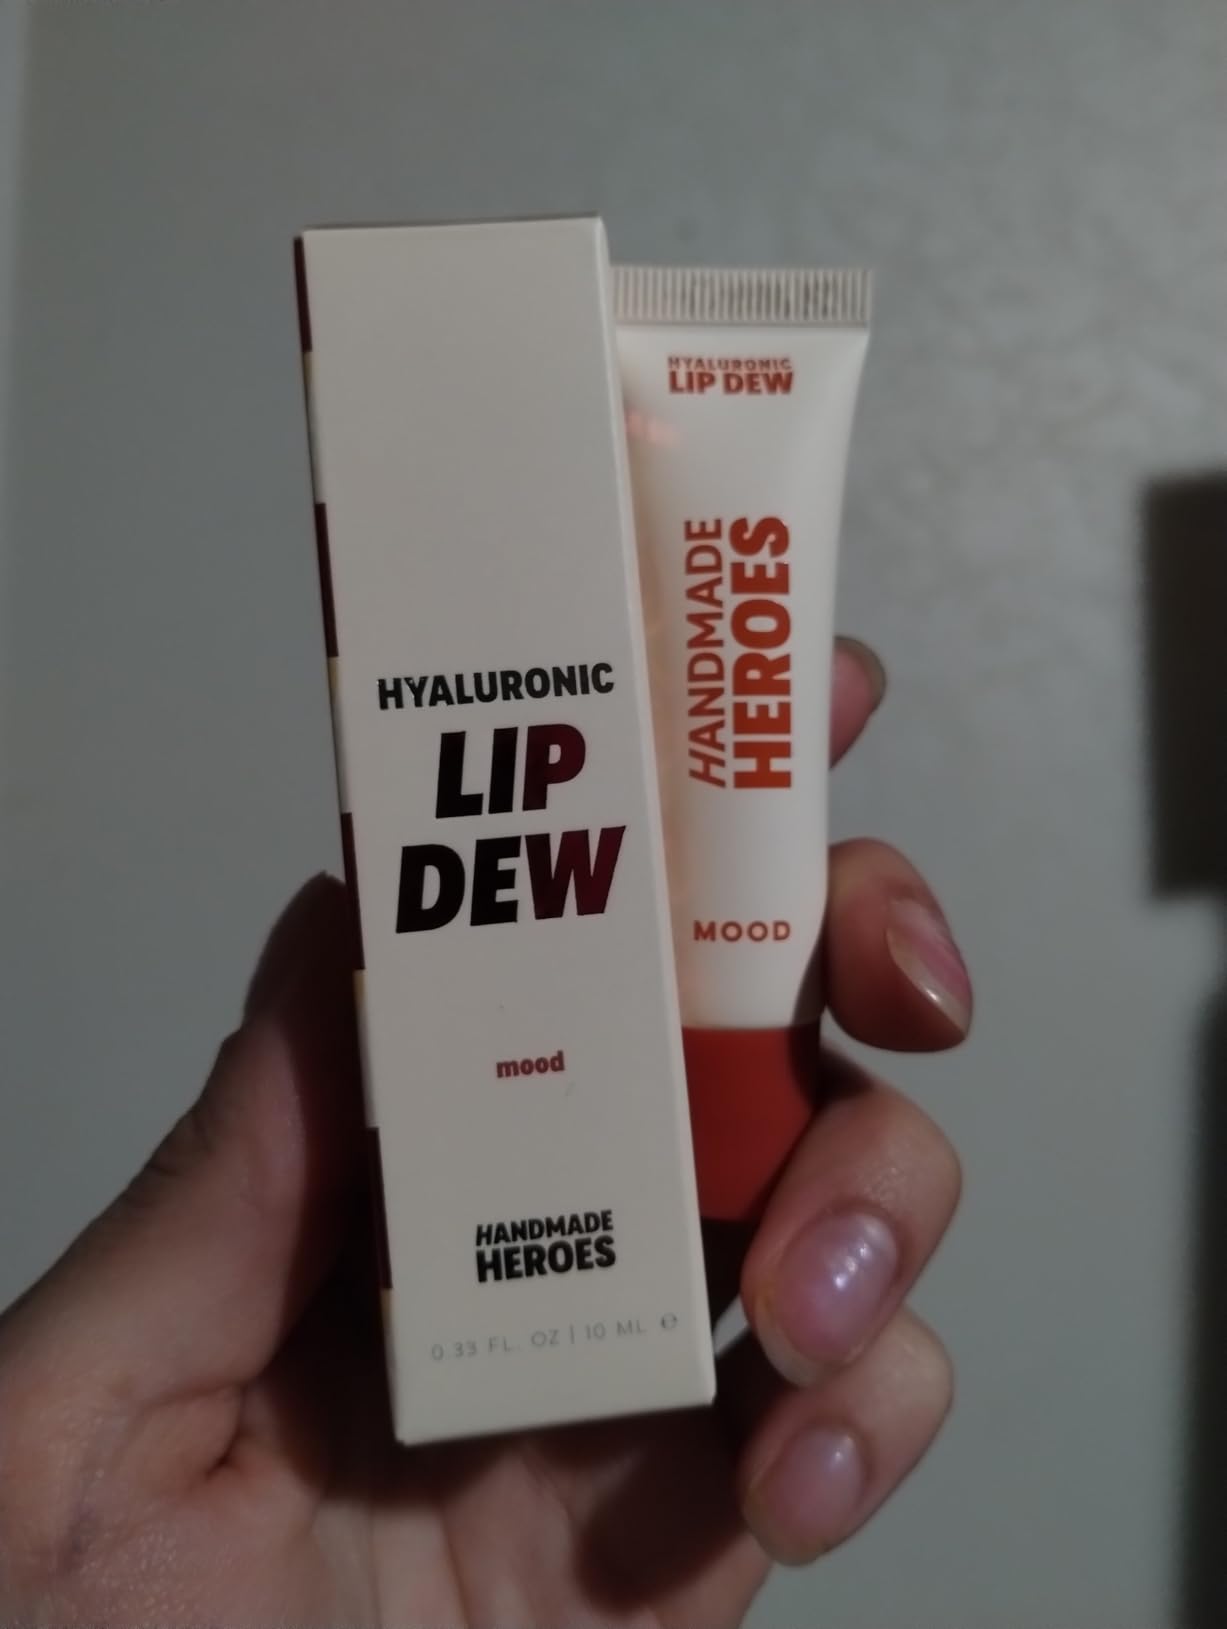 HYALURONIC
LIP
DEW
mood
HANDMADE
HEROES
0.33 FL. OZ | 10 ML ℮
HYALURONIC
LIP DEW
HANDMADE
HEROES
MOOD